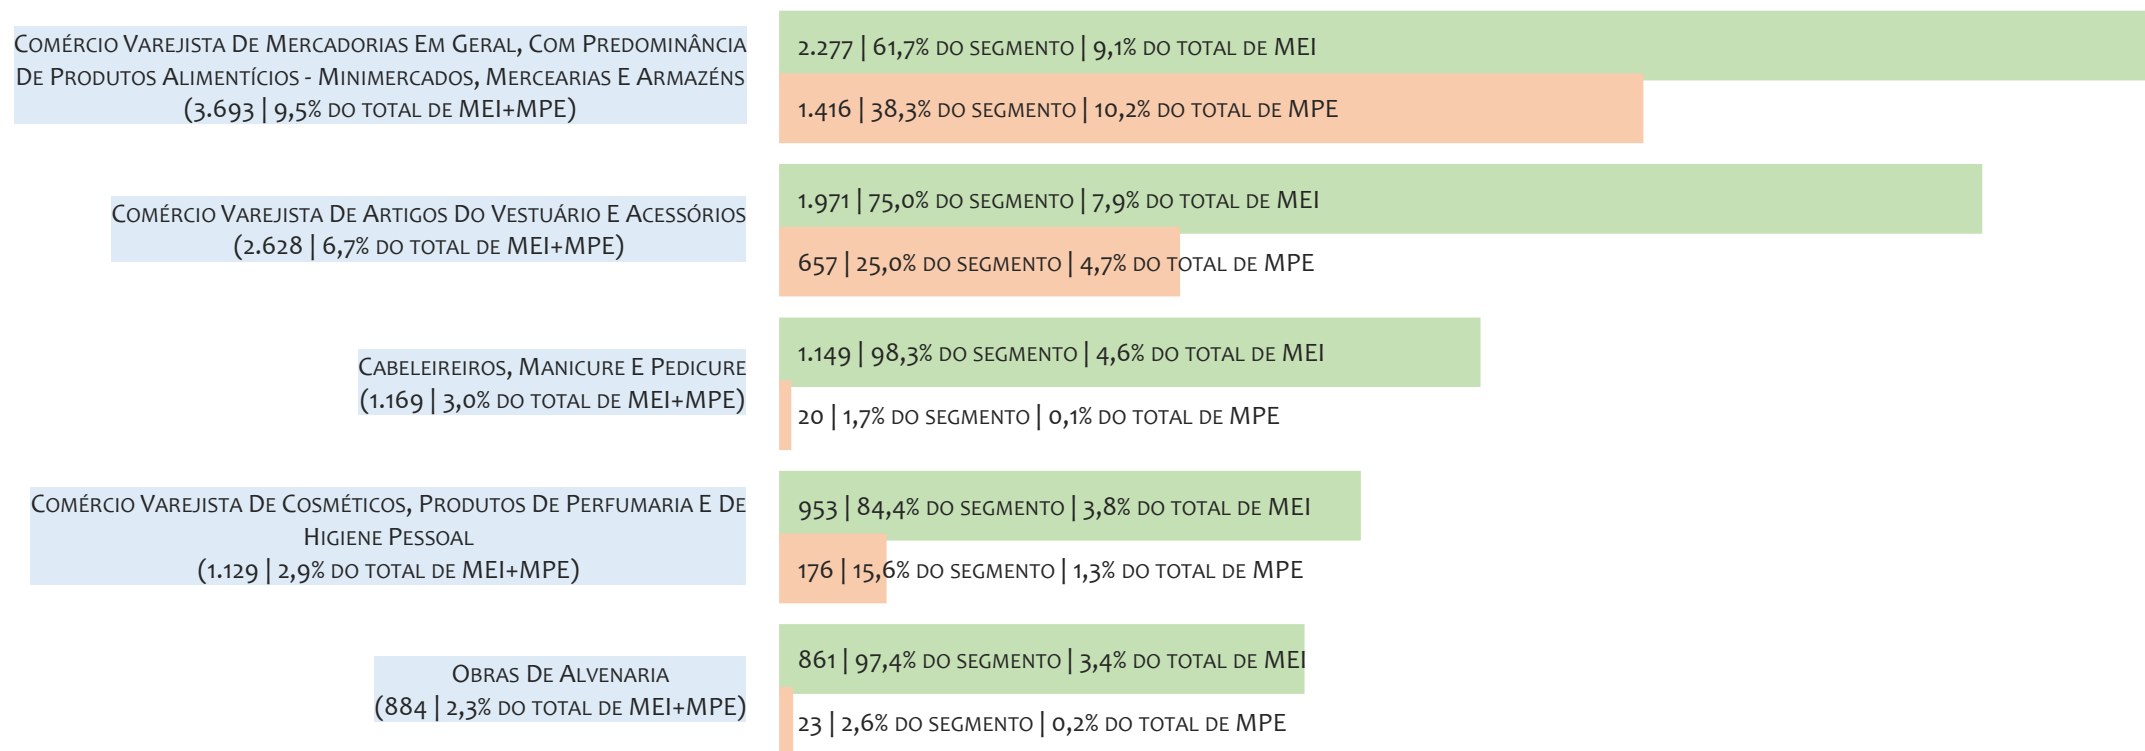 Comércio Varejista De Mercadorias Em Geral, Com Predominância
De Produtos Alimentícios - Minimercados, Mercearias E Armazéns
(3.693 | 9,5% do total de MEI+MPE)
2.277 | 61,7% do segmento | 9,1% do total de MEI
1.416 | 38,3% do segmento | 10,2% do total de MPE
Comércio Varejista De Artigos Do Vestuário E Acessórios
(2.628 | 6,7% do total de MEI+MPE)
1.971 | 75,0% do segmento | 7,9% do total de MEI
657 | 25,0% do segmento | 4,7% do total de MPE
Cabeleireiros, Manicure E Pedicure
(1.169 | 3,0% do total de MEI+MPE)
1.149 | 98,3% do segmento | 4,6% do total de MEI
20 | 1,7% do segmento | 0,1% do total de MPE
Comércio Varejista De Cosméticos, Produtos De Perfumaria E De
Higiene Pessoal
(1.129 | 2,9% do total de MEI+MPE)
953 | 84,4% do segmento | 3,8% do total de MEI
176 | 15,6% do segmento | 1,3% do total de MPE
Obras De Alvenaria
(884 | 2,3% do total de MEI+MPE)
861 | 97,4% do segmento | 3,4% do total de MEI
23 | 2,6% do segmento | 0,2% do total de MPE